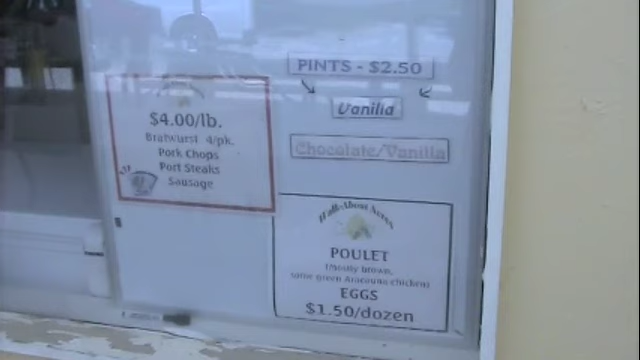 $4.00/lb.
Bratwurst 4/pk.
Pork Chops
Port Steaks
Sausage
PINTS - $2.50
Vanilla
Chocolate/Vanilla
POULET
(Mostly brown,
some green Araucana chicken)
EGGS
$1.50/dozen